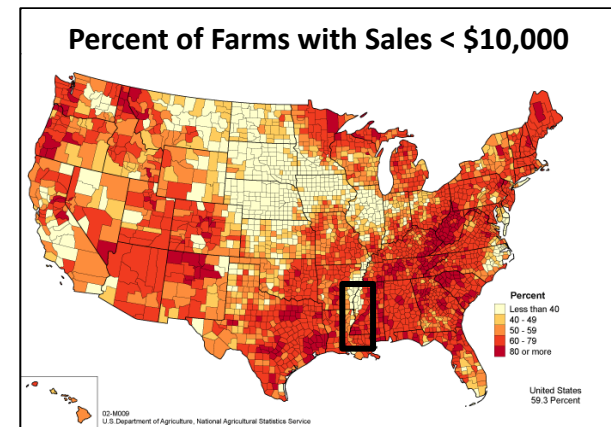 Percent of Farms with Sales < $10,000
Percent
Less than 40
40 - 49
50 - 59
60 - 79
80 or more
United States
59.3 Percent
02-M009
U.S. Department of Agriculture, National Agricultural Statistics Service